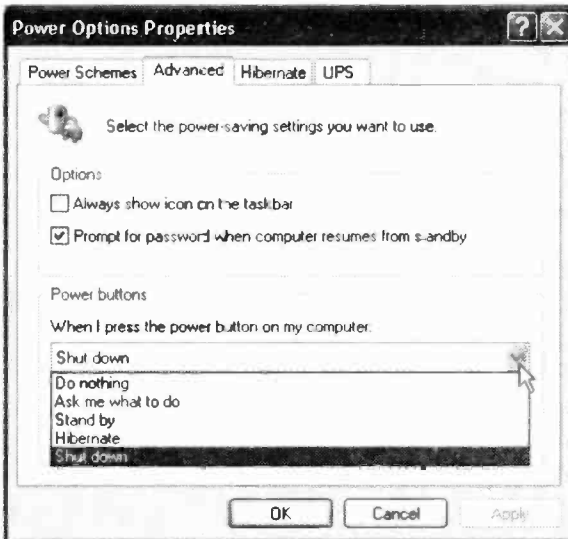 Power Options Properties
Power Schemes Advanced Hibernate UPS
Select the power-saving settings you want to use.
Options
Always show icon on the taskbar
Prompt for password when computer resumes from standby
Power buttons
When I press the power button on my computer:
Shut down
Do nothing
Ask me what to do
Stand by
Hibernate
Shut down
OK Cancel Apply